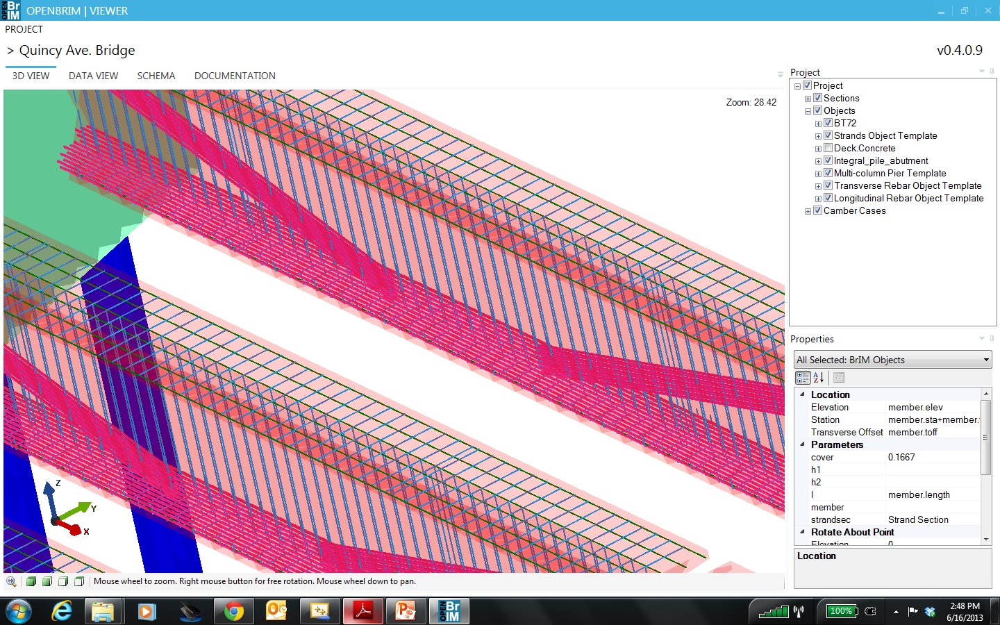 OPEN BrIM OPENBRIM | VIEWER
PROJECT
> Quincy Ave. Bridge
v0.4.0.9
3D VIEW DATA VIEW SCHEMA DOCUMENTATION
Zoom: 28.42
Z
Y
X
Mouse wheel to zoom. Right mouse button for free rotation. Mouse wheel down to pan.
Project
Project
Sections
Objects
BT72
Strands Object Template
Deck.Concrete
Integral_pile_abutment
Multi-column Pier Template
Transverse Rebar Object Template
Longitudinal Rebar Object Template
Camber Cases
Properties
All Selected: BrIM Objects
Location
Elevation member.elev
Station member.sta+member.
Transverse Offset member.toff
Parameters
cover 0.1667
h1
h2
l member.length
member
strandsec Strand Section
Rotate About Point
Elevation 0
Location
OPEN BrIM
100%
2:48 PM
6/16/2013